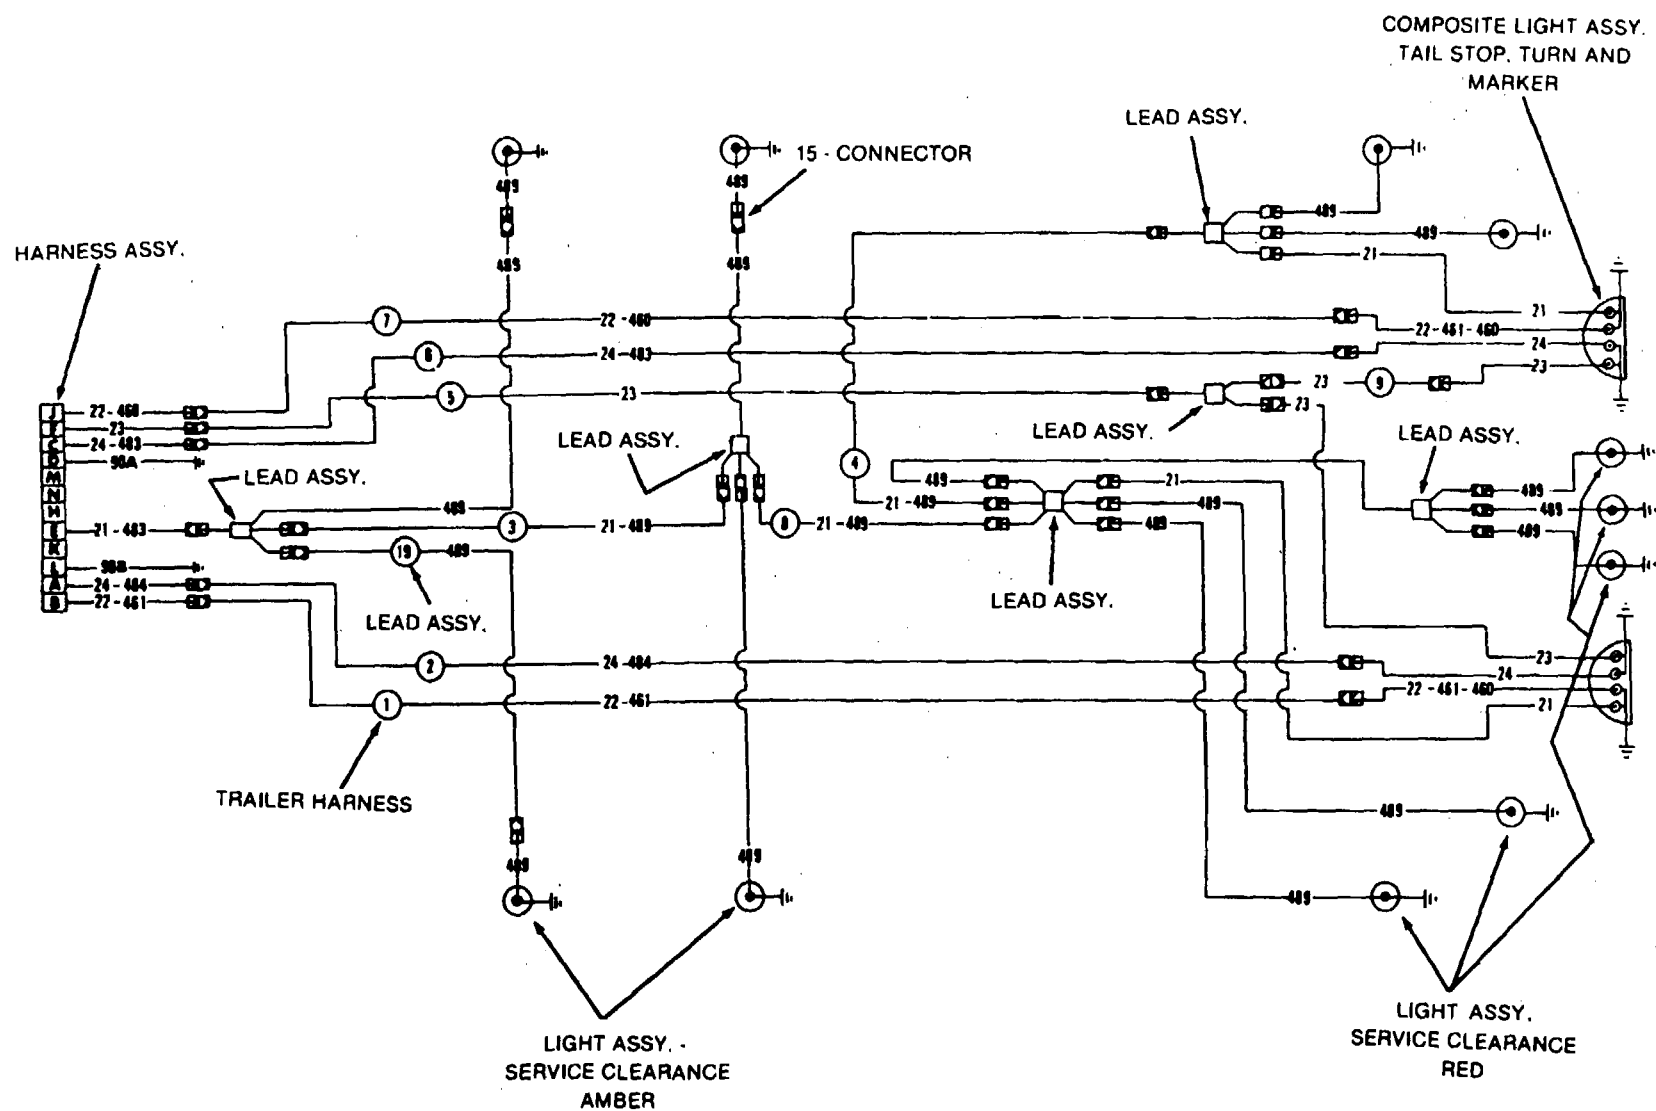 COMPOSITE LIGHT ASSY.
TAIL STOP, TURN AND
MARKER
LEAD ASSY.
15 - CONNECTOR
489
489
489
489
489
489
21
HARNESS ASSY.
7
22 - 460
21
22-461-460
6
24-483
24
23
5
23
23
9
23
J
22-460
F
23
C
24-483
D
90A
M
N
H
E
21-483
K
L
90B
A
24-484
B
22-461
LEAD ASSY.
LEAD ASSY.
LEAD ASSY.
LEAD ASSY.
4
489
21
489
21-489
489
489
489
3
21-489
8
21-489
489
489
19
489
LEAD ASSY.
LEAD ASSY.
2
24-484
23
24
1
22-461
22-461-460
21
TRAILER HARNESS
489
489
489
489
LIGHT ASSY. -
SERVICE CLEARANCE
AMBER
LIGHT ASSY.
SERVICE CLEARANCE
RED